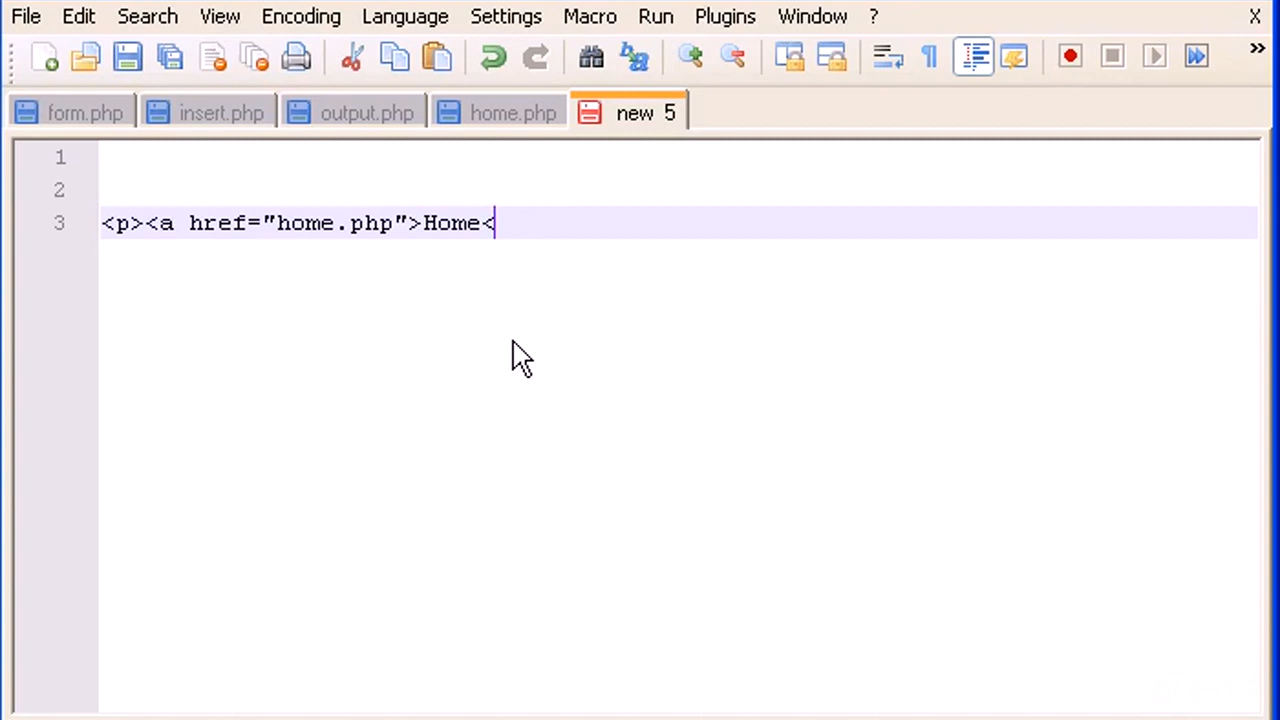 File Edit Search View Encoding Language Settings Macro Run Plugins Window ? X
form.php insert.php output.php home.php new 5
1
2
3 <p><a href="home.php">Home<